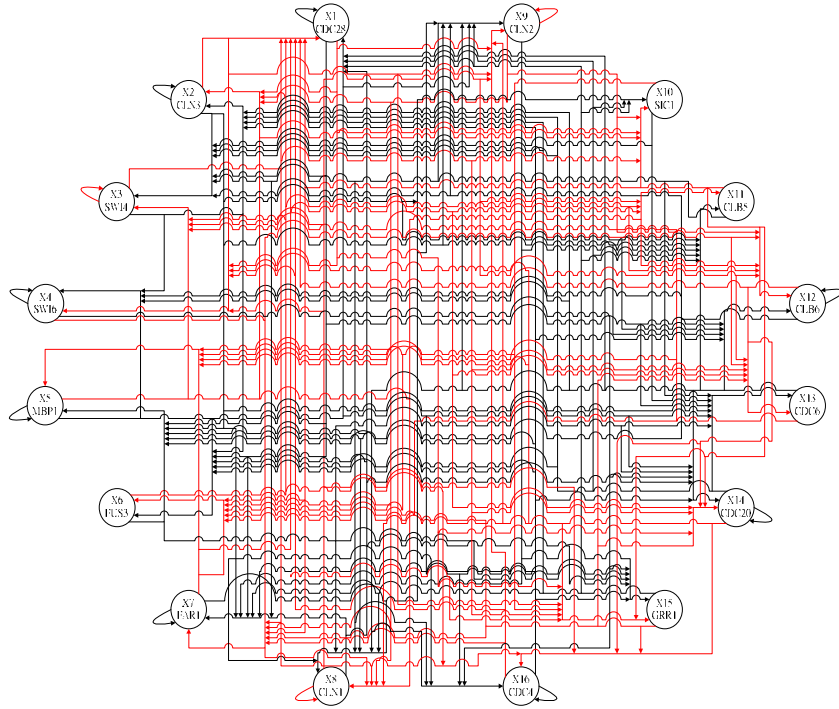 X1
CDC28
X9
CLN2
X2
CLN3
X10
SIC1
X3
SWI4
X11
CLB5
X4
SWI6
X12
CLB6
X5
MBP1
X13
CDC6
X6
FUS3
X14
CDC20
X7
FAR1
X15
GRR1
X8
CLN1
X16
CDC4